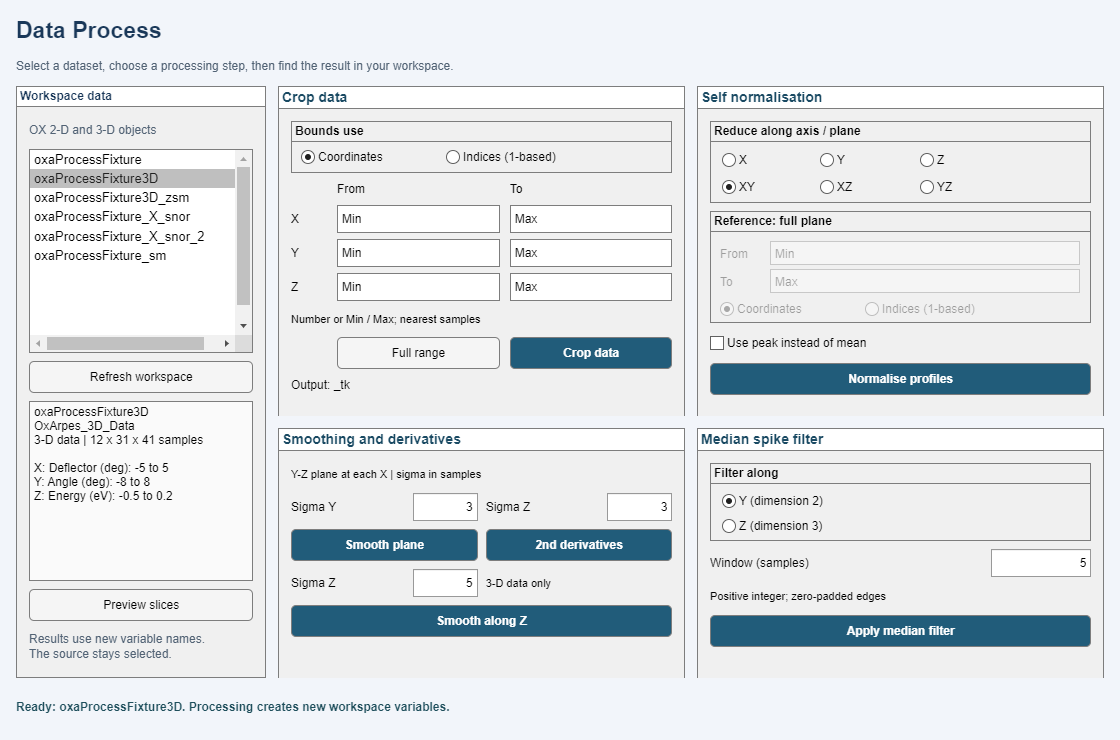 Data Process
Select a dataset, choose a processing step, then find the result in your workspace.
Workspace data
OX 2-D and 3-D objects
oxaProcessFixture
oxaProcessFixture3D
oxaProcessFixture3D_zsm
oxaProcessFixture_X_snor
oxaProcessFixture_X_snor_2
oxaProcessFixture_sm
Refresh workspace
oxaProcessFixture3D
OxArpes_3D_Data
3-D data | 12 x 31 x 41 samples
X: Deflector (deg): -5 to 5
Y: Angle (deg): -8 to 8
Z: Energy (eV): -0.5 to 0.2
Preview slices
Results use new variable names.
The source stays selected.
Crop data
Bounds use
Coordinates Indices (1-based)
From To
X Min Max
Y Min Max
Z Min Max
Number or Min / Max; nearest samples
Full range Crop data
Output: _tk
Self normalisation
Reduce along axis / plane
X Y Z
XY XZ YZ
Reference: full plane
From Min
To Max
Coordinates Indices (1-based)
Use peak instead of mean
Normalise profiles
Smoothing and derivatives
Y-Z plane at each X | sigma in samples
Sigma Y 3 Sigma Z 3
Smooth plane 2nd derivatives
Sigma Z 5 3-D data only
Smooth along Z
Median spike filter
Filter along
Y (dimension 2)
Z (dimension 3)
Window (samples) 5
Positive integer; zero-padded edges
Apply median filter
Ready: oxaProcessFixture3D. Processing creates new workspace variables.